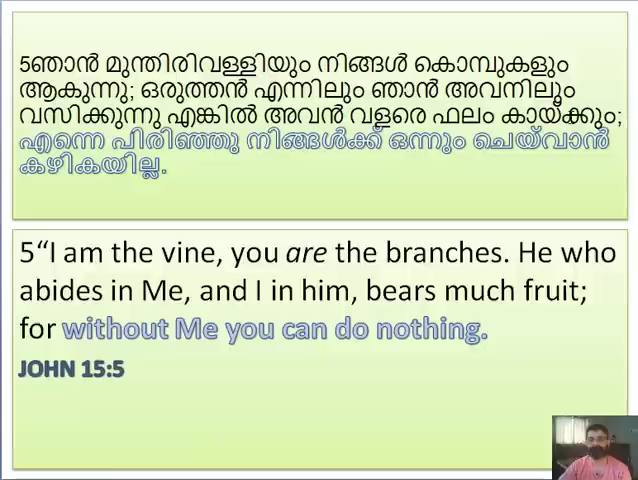 5ഞാൻ മുന്തിരിവള്ളിയും നിങ്ങൾ കൊമ്പുകളും
ആകുന്നു; ഒരുത്തൻ എന്നിലും ഞാൻ അവനിലും
വസിക്കുന്നു എങ്കിൽ അവൻ വളരെ ഫലം കായ്ക്കും;
എന്നെ പിരിഞ്ഞു നിങ്ങൾക്ക് ഒന്നും ചെയ്‌വാൻ
കഴികയില്ല.
5“I am the vine, you are the branches. He who
abides in Me, and I in him, bears much fruit;
for without Me you can do nothing.
JOHN 15:5